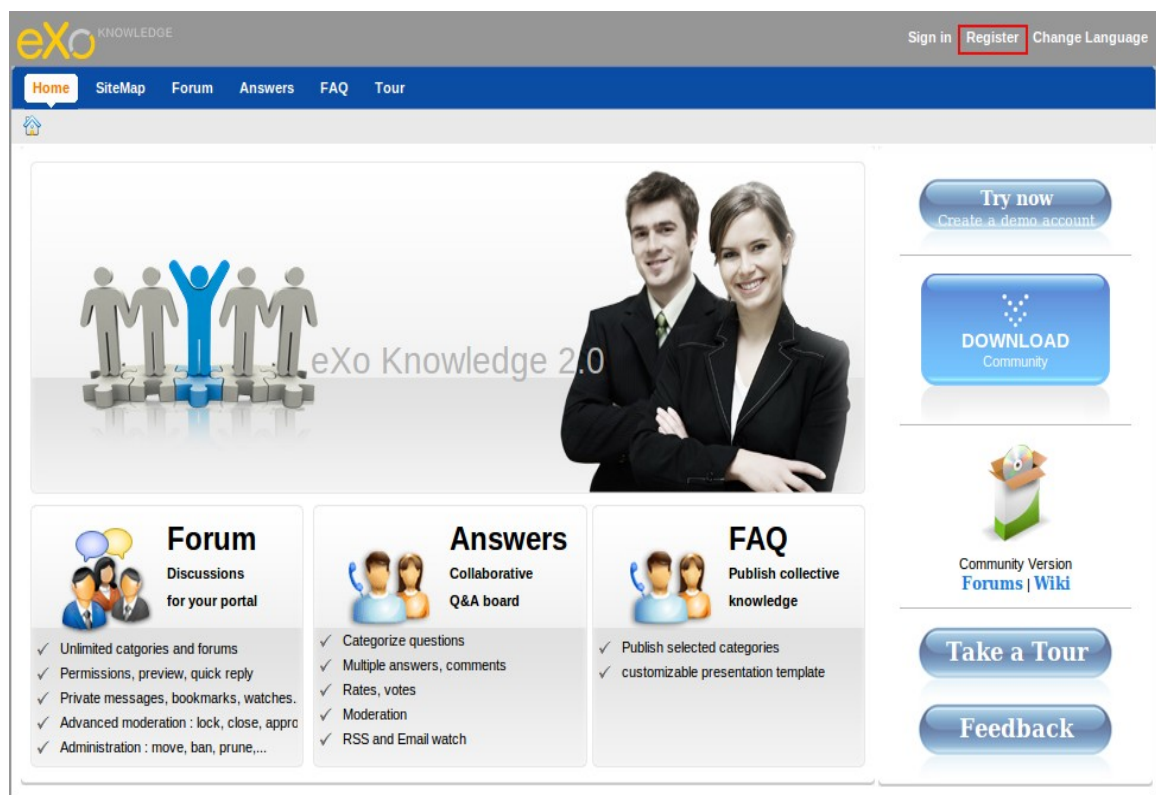 eXo KNOWLEDGE
Sign in Register Change Language
Home SiteMap Forum Answers FAQ Tour
eXo Knowledge 2.0
Try now
Create a demo account
DOWNLOAD
Community
Community Version
Forums | Wiki
Take a Tour
Feedback
Forum
Discussions
for your portal
Unlimited catgories and forums
Permissions, preview, quick reply
Private messages, bookmarks, watches.
Advanced moderation : lock, close, appro
Administration : move, ban, prune,...
Answers
Collaborative
Q&A board
Categorize questions
Multiple answers, comments
Rates, votes
Moderation
RSS and Email watch
FAQ
Publish collective
knowledge
Publish selected categories
customizable presentation template